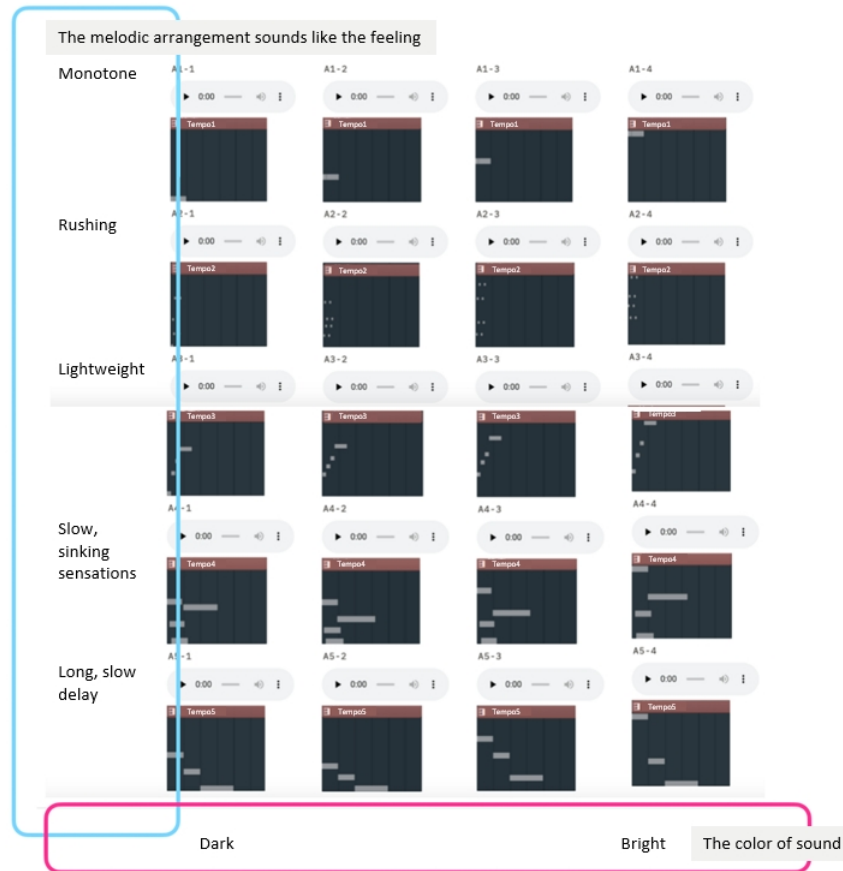 The melodic arrangement sounds like the feeling
Monotone
A1-1 A1-2 A1-3 A1-4
0:00 0:00 0:00 0:00
Tempo1 Tempo1 Tempo1 Tempo1
Rushing
A2-1 A2-2 A2-3 A2-4
0:00 0:00 0:00 0:00
Tempo2 Tempo2 Tempo2 Tempo2
Lightweight
A3-1 A3-2 A3-3 A3-4
0:00 0:00 0:00 0:00
Tempo3 Tempo3 Tempo3 Tempo3
A4-1 A4-2 A4-3 A4-4
Slow,
sinking
sensations
0:00 0:00 0:00 0:00
Tempo4 Tempo4 Tempo4 Tempo4
A5-1 A5-2 A5-3 A5-4
Long, slow
delay
0:00 0:00 0:00 0:00
Tempo5 Tempo5 Tempo5 Tempo5
Dark Bright The color of sound